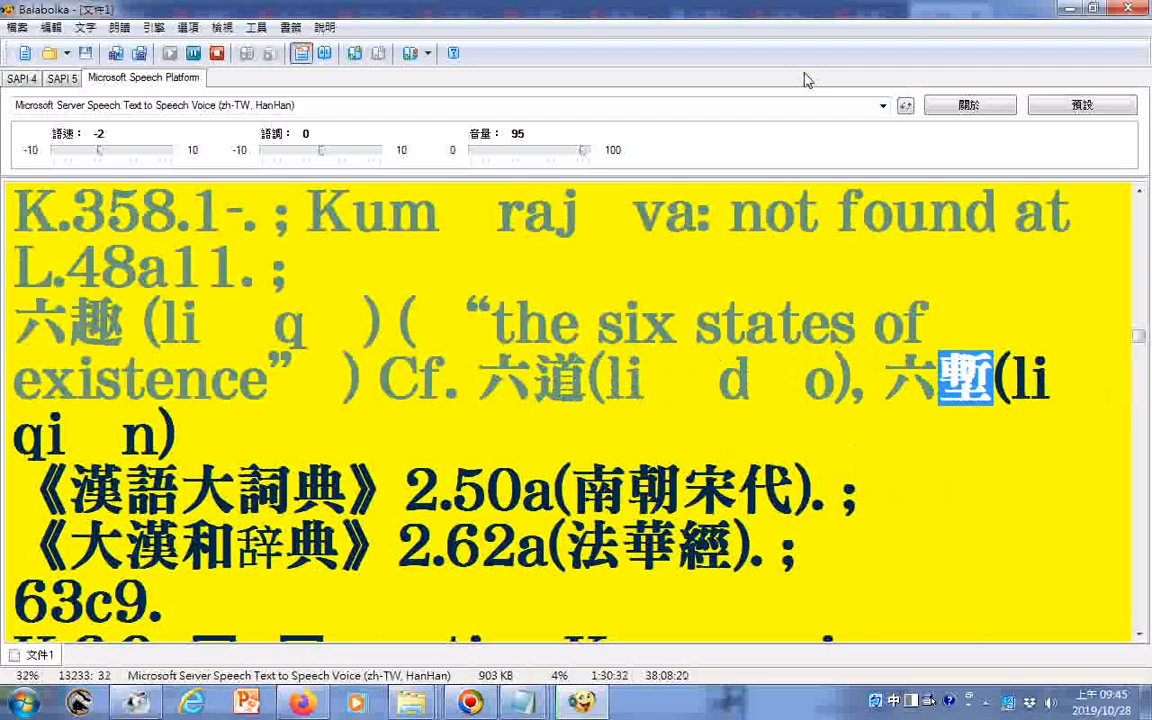 Balabolka - [文件1]
檔案 編輯 文字 朗讀 引擎 選項 檢視 工具 書籤 說明
SAPI 4 SAPI 5 Microsoft Speech Platform
Microsoft Server Speech Text to Speech Voice (zh-TW, HanHan) 關於 預設
語速： -2 語調： 0 音量： 95
-10 10 -10 10 0 100
K.358.1-. ; Kum raj va: not found at
L.48a11. ;
六趣 (li q ) ( “the six states of
existence” ) Cf. 六道(li d o), 六塹(li
qi n)
《漢語大詞典》 2.50a(南朝宋代). ;
《大漢和辞典》 2.62a(法華經). ;
63c9.
文件1
32% 13233: 32 Microsoft Server Speech Text to Speech Voice (zh-TW, HanHan) 903 KB 4% 1:30:32 38:08:20
中 上午 09:45
2019/10/28